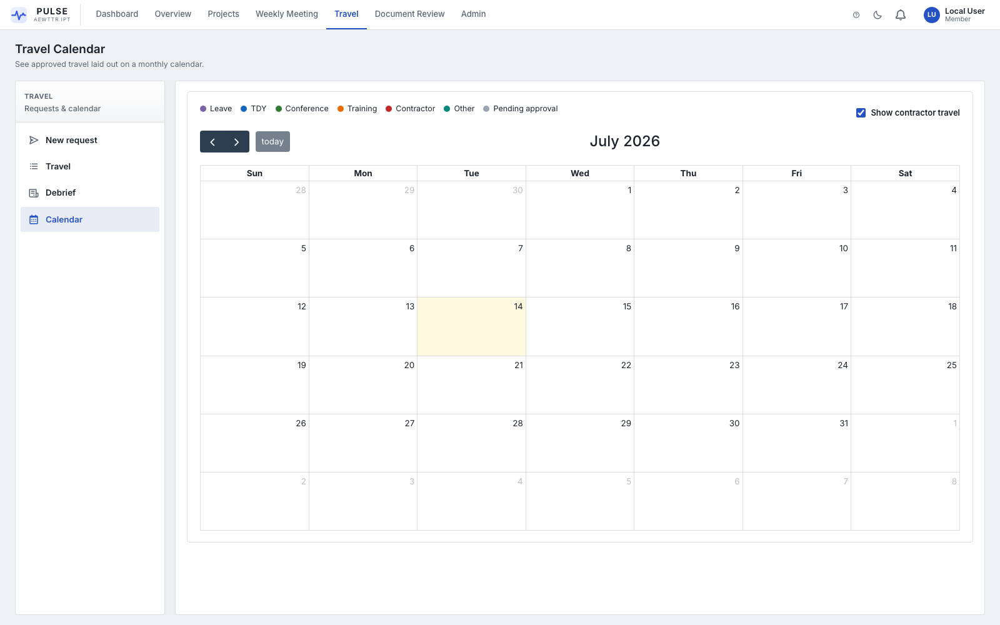 PULSE
AEWTTR IPT
Dashboard
Overview
Projects
Weekly Meeting
Travel
Document Review
Admin
LU
Local User
Member
Travel Calendar
See approved travel laid out on a monthly calendar.
TRAVEL
Requests & calendar
New request
Travel
Debrief
Calendar
Leave
TDY
Conference
Training
Contractor
Other
Pending approval
Show contractor travel
today
July 2026
Sun Mon Tue Wed Thu Fri Sat
28 29 30 1 2 3 4
5 6 7 8 9 10 11
12 13 14 15 16 17 18
19 20 21 22 23 24 25
26 27 28 29 30 31 1
2 3 4 5 6 7 8